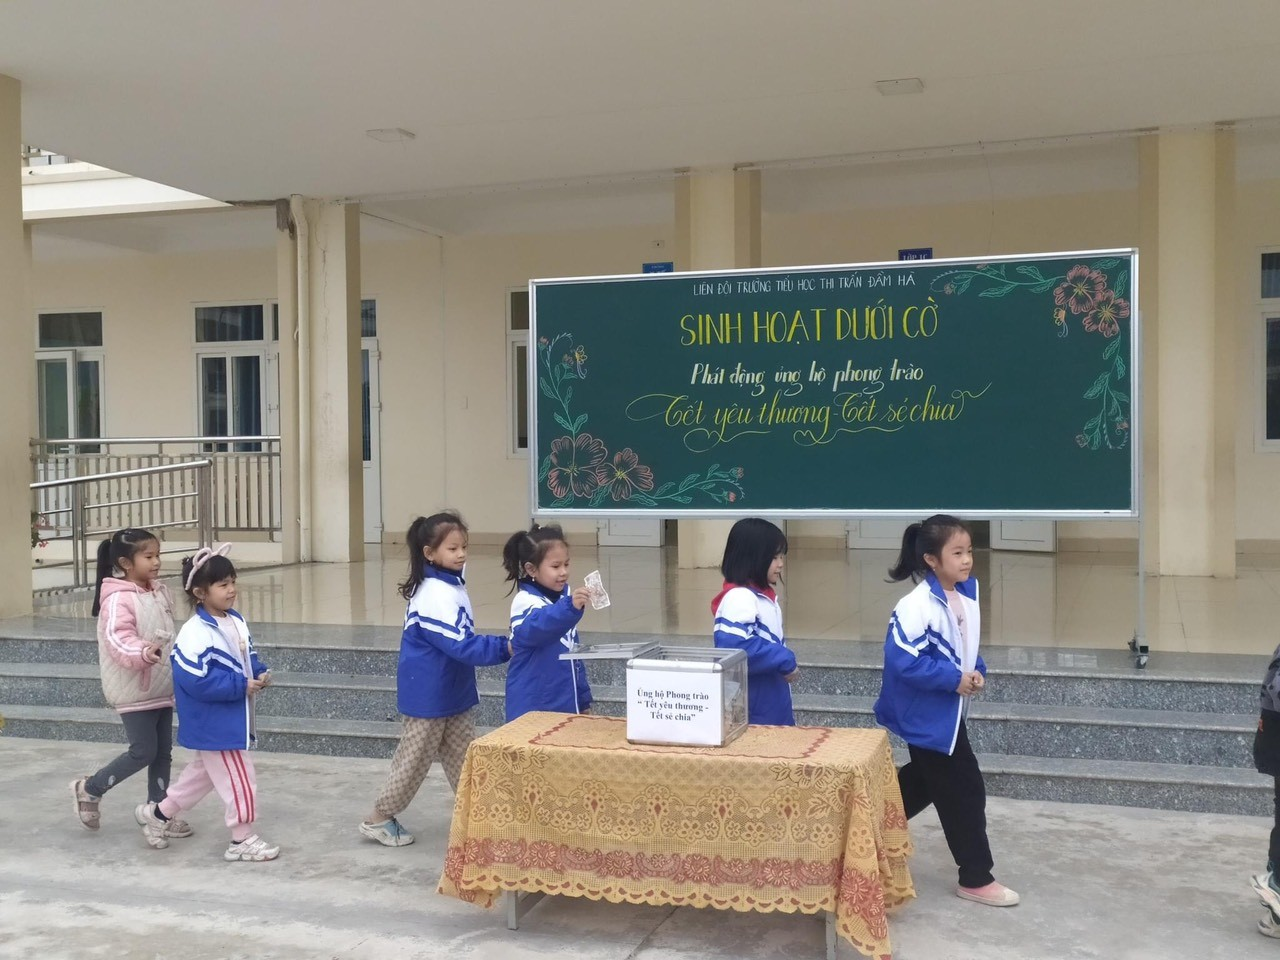 LIÊN ĐỘI TRƯỜNG TIỂU HỌC THỊ TRẤN ĐẦM HÀ
SINH HOẠT DƯỚI CỜ
Phát động ủng hộ phong trào
Tết yêu thương - Tết sẻ chia
Ủng hộ Phong trào
“ Tết yêu thương -
Tết sẻ chia”